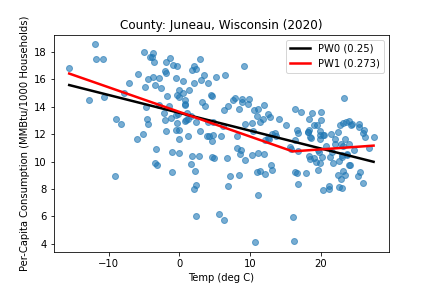 County: Juneau, Wisconsin (2020)
PW0 (0.25)
PW1 (0.273)
Per-Capita Consumption (MMBtu/1000 Households)
18
16
14
12
10
8
6
4
−10
0
10
20
Temp (deg C)